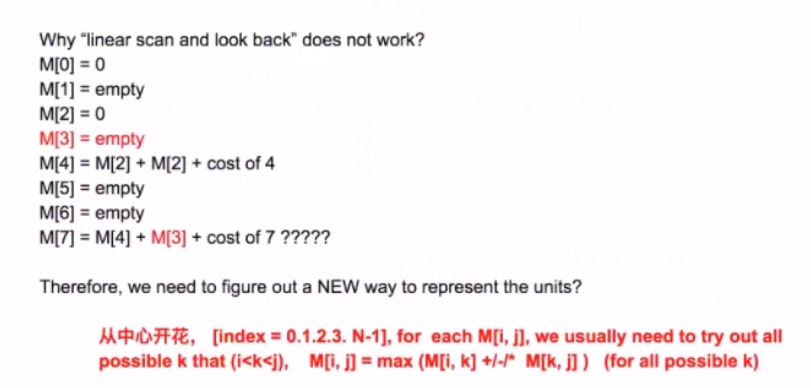 Why "linear scan and look back" does not work?
M[0] = 0
M[1] = empty
M[2] = 0
M[3] = empty
M[4] = M[2] + M[2] + cost of 4
M[5] = empty
M[6] = empty
M[7] = M[4] + M[3] + cost of 7 ?????
Therefore, we need to figure out a NEW way to represent the units?
从中心开花, [index = 0.1.2.3. N-1], for each M[i, j], we usually need to try out all
possible k that (i<k<j), M[i, j] = max (M[i, k] +/-/* M[k, j] ) (for all possible k)